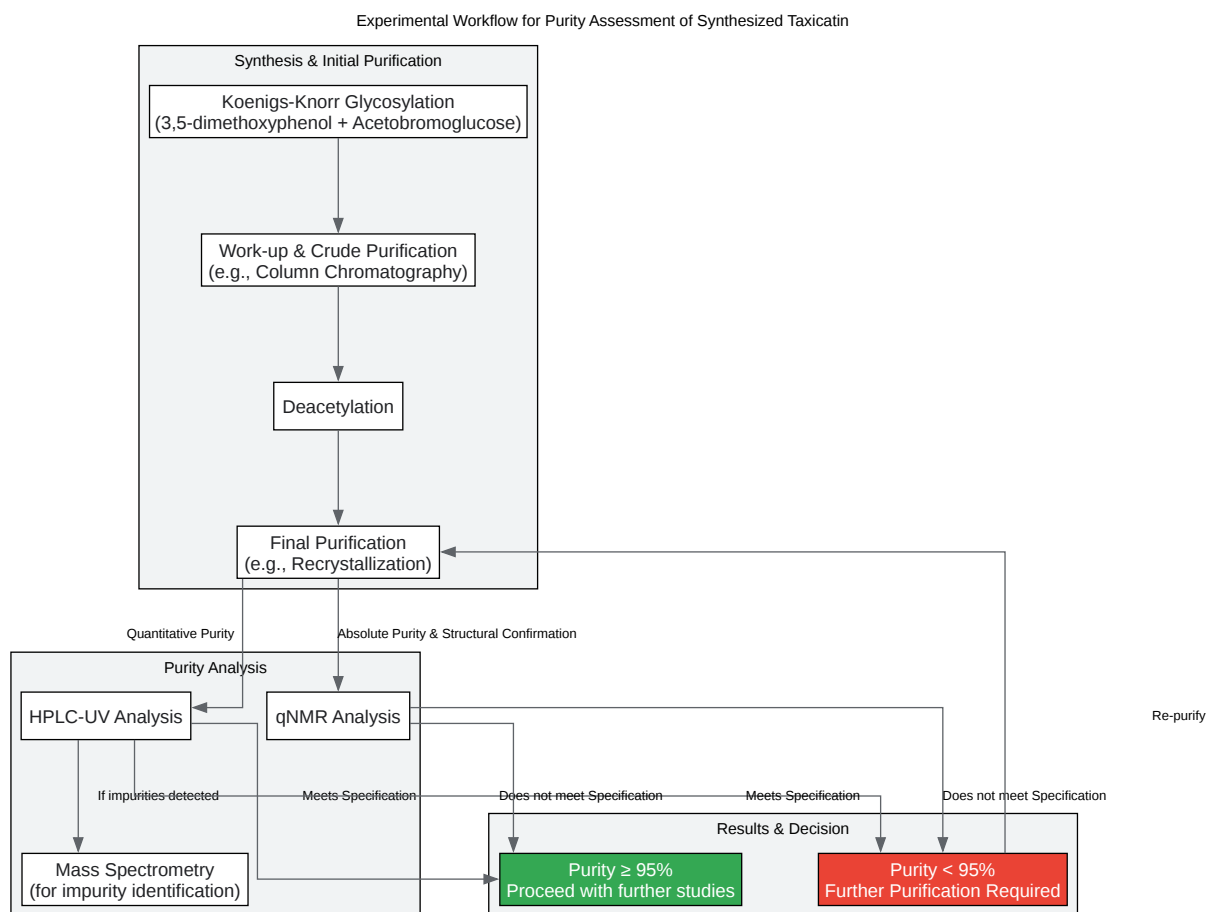 Experimental Workflow for Purity Assessment of Synthesized Taxicatin
Synthesis & Initial Purification
Koenigs-Knorr Glycosylation
(3,5-dimethoxyphenol + Acetobromoglucose)
Work-up & Crude Purification
(e.g., Column Chromatography)
Deacetylation
Final Purification
(e.g., Recrystallization)
Quantitative Purity
Absolute Purity & Structural Confirmation
Purity Analysis
HPLC-UV Analysis
qNMR Analysis
Re-purify
If impurities detected
Meets Specification
Does not meet Specification
Meets Specification
Does not meet Specification
Results & Decision
Mass Spectrometry
(for impurity identification)
Purity ≥ 95%
Proceed with further studies
Purity < 95%
Further Purification Required